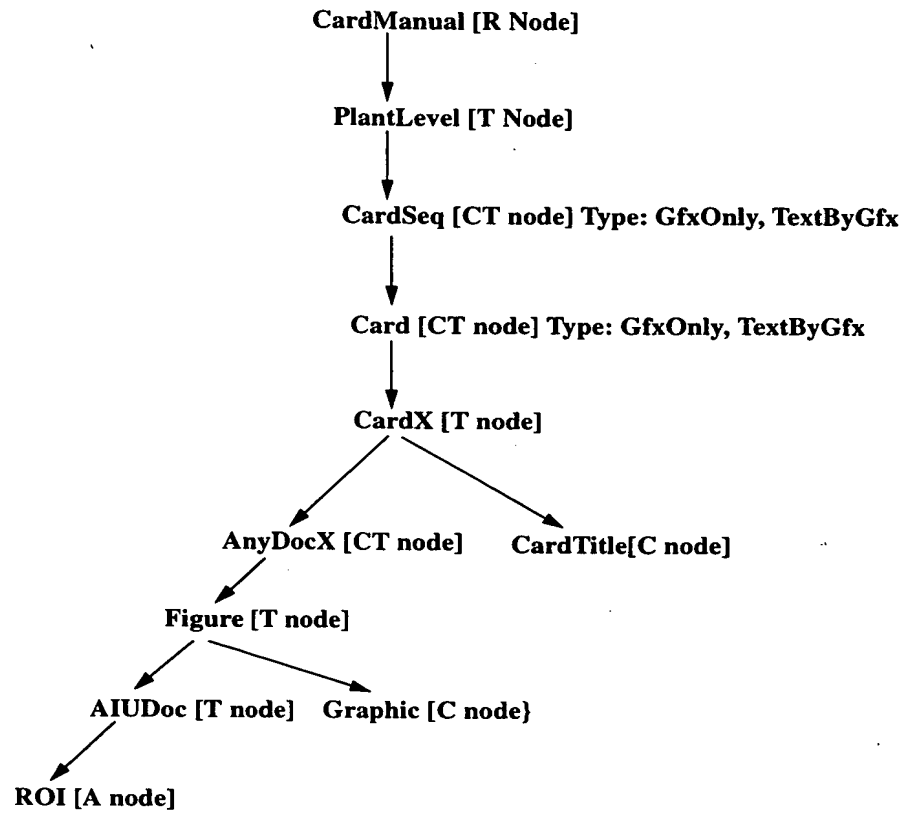 CardManual [R Node]
PlantLevel [T Node]
CardSeq [CT node] Type: GfxOnly, TextByGfx
Card [CT node] Type: GfxOnly, TextByGfx
CardX [T node]
AnyDocX [CT node] CardTitle[C node]
Figure [T node]
AIUDoc [T node] Graphic [C node}
ROI [A node]